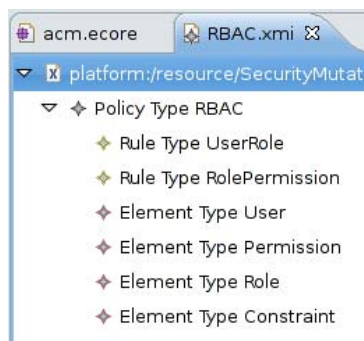 acm.ecore RBAC.xmi
platform:/resource/SecurityMutat
Policy Type RBAC
Rule Type UserRole
Rule Type RolePermission
Element Type User
Element Type Permission
Element Type Role
Element Type Constraint